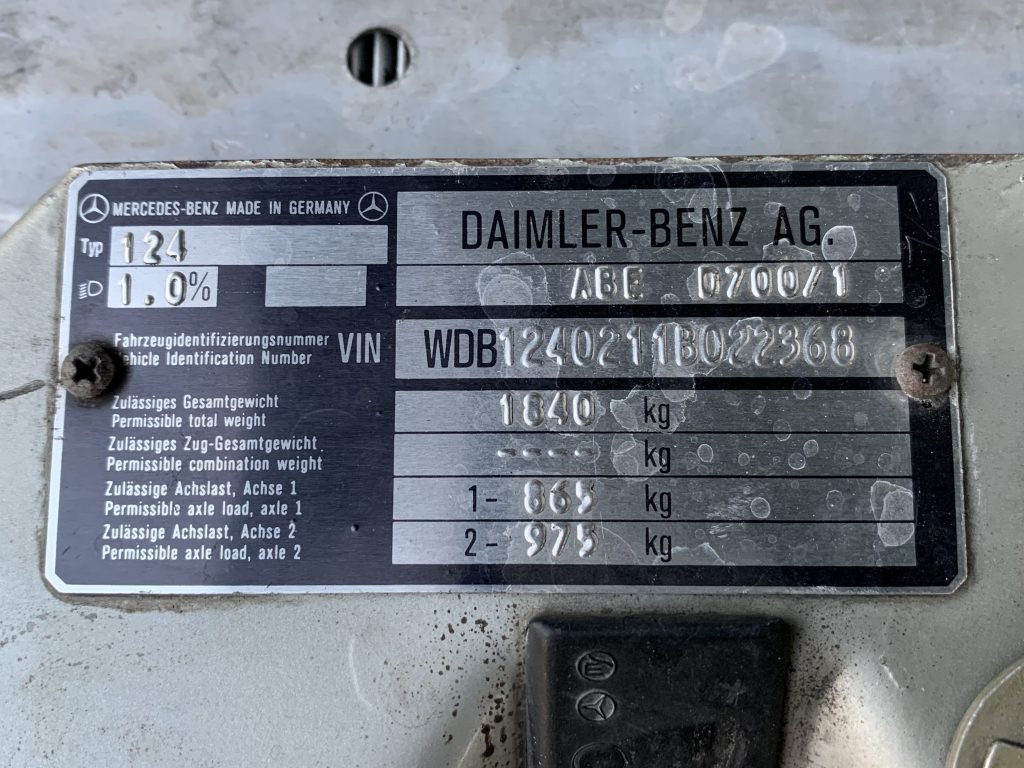 MERCEDES-BENZ MADE IN GERMANY
Typ 124
1.0%
DAIMLER-BENZ AG.
ABE 0700/1
Fahrzeugidentifizierungsnummer
Vehicle Identification Number
VIN WDB1240211B022368
Zulässiges Gesamtgewicht
Permissible total weight
1840 kg
Zulässiges Zug-Gesamtgewicht
Permissible combination weight
---- kg
Zulässige Achslast, Achse 1
Permissible axle load, axle 1
1- 865 kg
Zulässige Achslast, Achse 2
Permissible axle load, axle 2
2- 975 kg